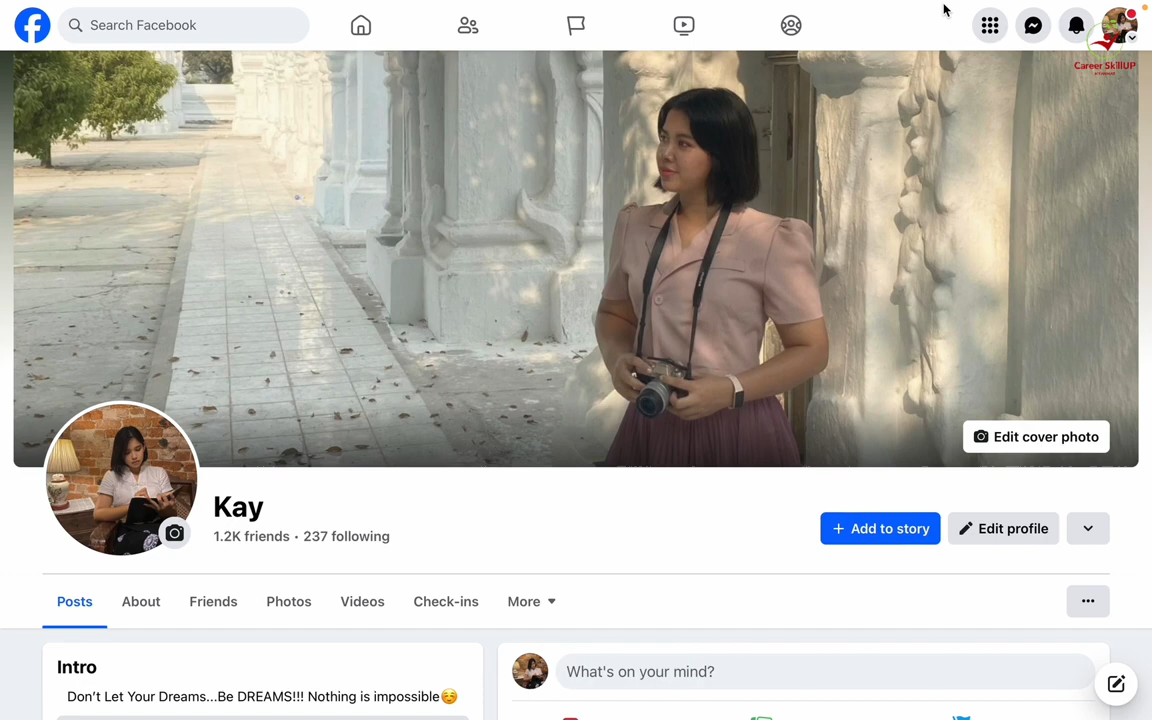 Search Facebook
Career SkillUP
Edit cover photo
Kay
1.2K friends • 237 following
+ Add to story
Edit profile
Posts
About
Friends
Photos
Videos
Check-ins
More
Intro
What's on your mind?
Don't Let Your Dreams...Be DREAMS!!! Nothing is impossible☺️